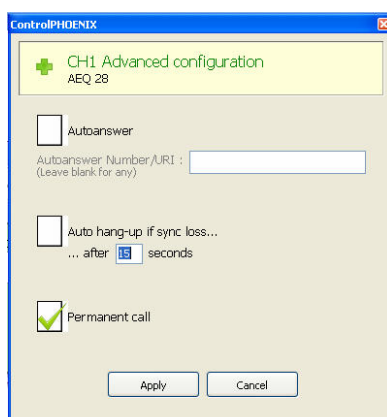 ControlPHOENIX
CH1 Advanced configuration
AEQ 28
Autoanswer
Autoanswer Number/URI :
(Leave blank for any)
Auto hang-up if sync loss...
... after 15 seconds
Permanent call
Apply Cancel